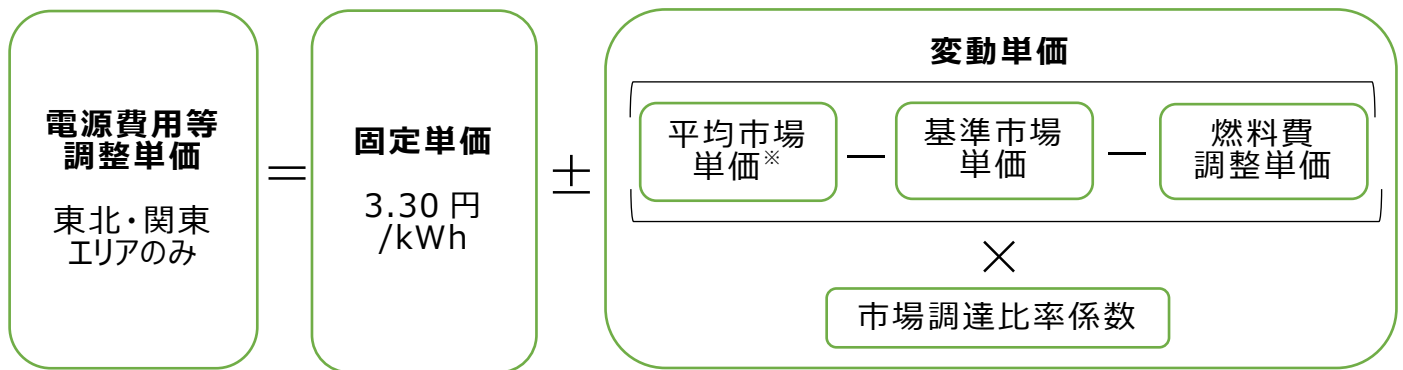 電源費用等
調整単価
東北・関東
エリアのみ
＝
固定単価
3.30 円
/kWh
±
変動単価
平均市場
単価※
―
基準市場
単価
―
燃料費
調整単価
×
市場調達比率係数